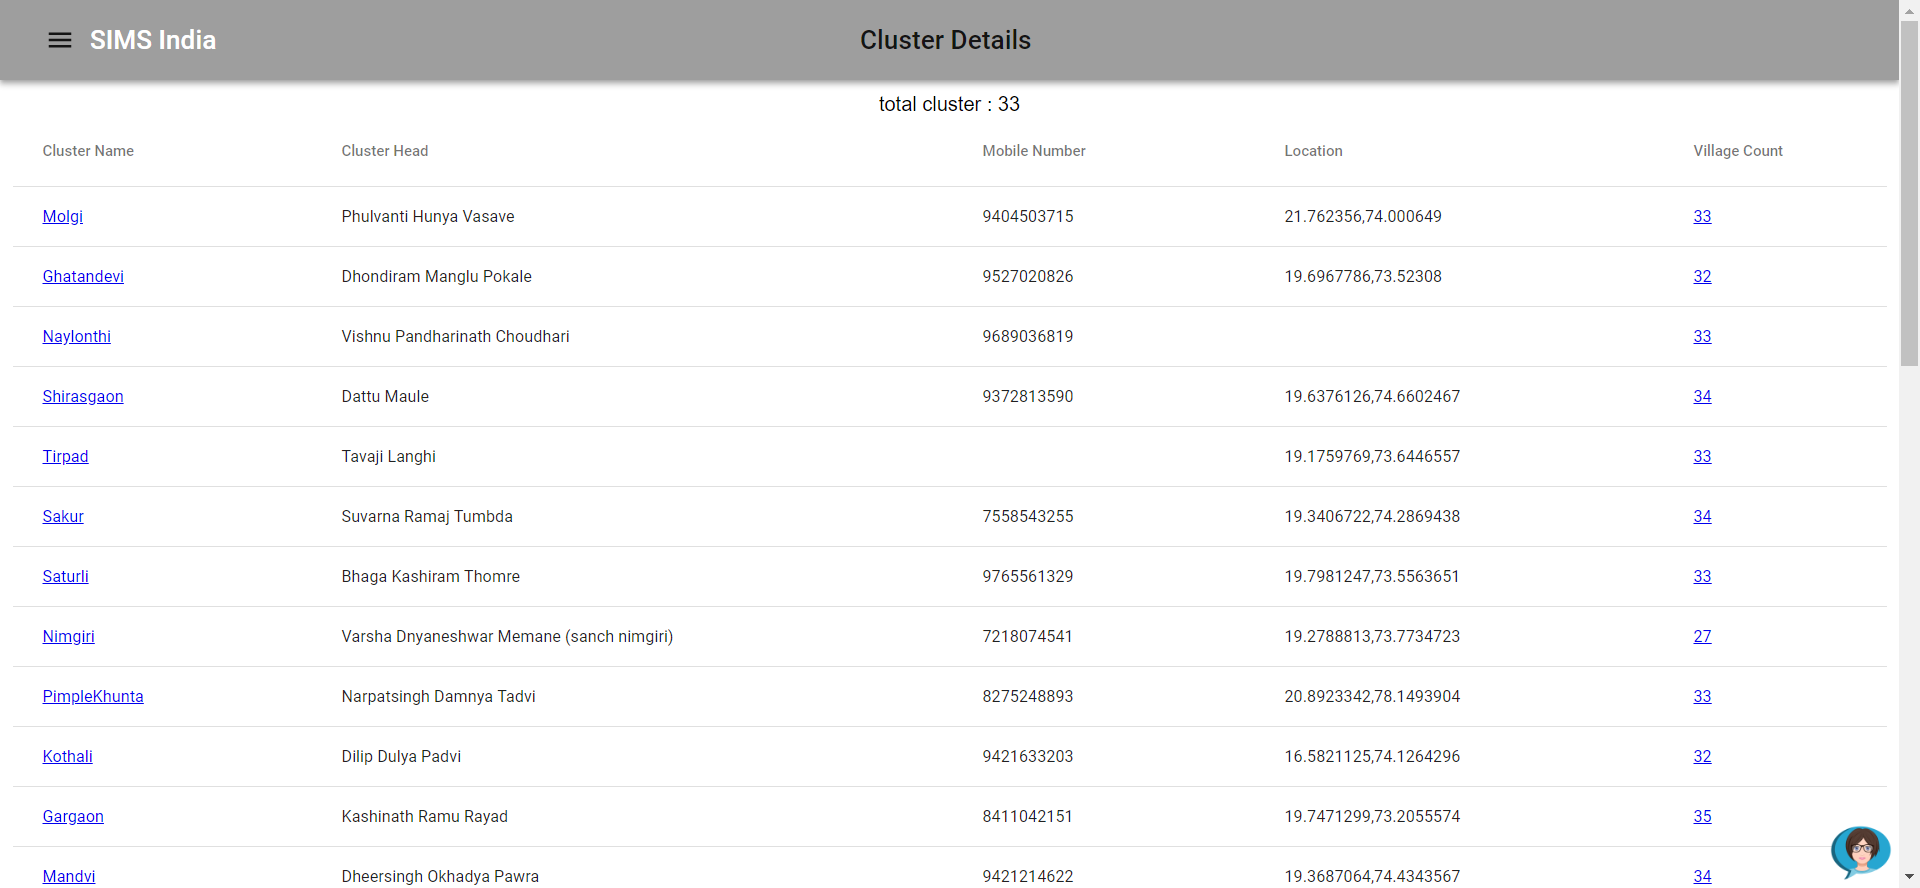 SIMS India Cluster Details
total cluster : 33
Cluster Name Cluster Head Mobile Number Location Village Count
Molgi Phulvanti Hunya Vasave 9404503715 21.762356,74.000649 33
Ghatandevi Dhondiram Manglu Pokale 9527020826 19.6967786,73.52308 32
Naylonthi Vishnu Pandharinath Choudhari 9689036819 33
Shirasgaon Dattu Maule 9372813590 19.6376126,74.6602467 34
Tirpad Tavaji Langhi 19.1759769,73.6446557 33
Sakur Suvarna Ramaj Tumbda 7558543255 19.3406722,74.2869438 34
Saturli Bhaga Kashiram Thomre 9765561329 19.7981247,73.5563651 33
Nimgiri Varsha Dnyaneshwar Memane (sanch nimgiri) 7218074541 19.2788813,73.7734723 27
PimpleKhunta Narpatsingh Damnya Tadvi 8275248893 20.8923342,78.1493904 33
Kothali Dilip Dulya Padvi 9421633203 16.5821125,74.1264296 32
Gargaon Kashinath Ramu Rayad 8411042151 19.7471299,73.2055574 35
Mandvi Dheersingh Okhadya Pawra 9421214622 19.3687064,74.4343567 34